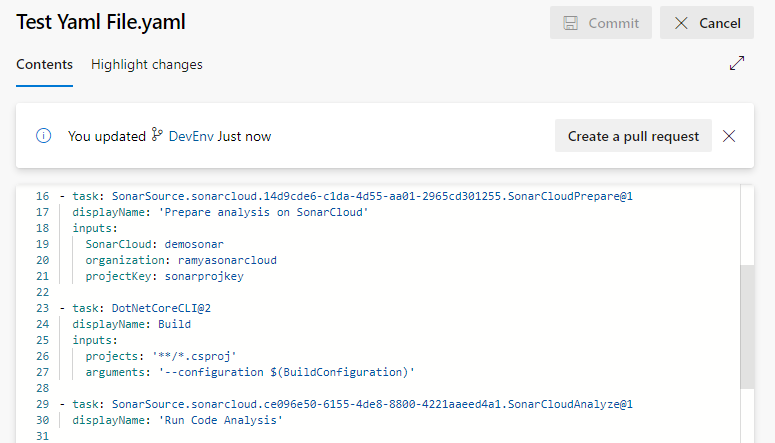 Test Yaml File.yaml
Commit
Cancel
Contents
Highlight changes
You updated DevEnv Just now
Create a pull request
16 - task: SonarSource.sonarcloud.14d9cde6-c1da-4d55-aa01-2965cd301255.SonarCloudPrepare@1
17 displayName: 'Prepare analysis on SonarCloud'
18 inputs:
19 SonarCloud: demosonar
20 organization: ramyasonarcloud
21 projectKey: sonarprojkey
22
23 - task: DotNetCoreCLI@2
24 displayName: Build
25 inputs:
26 projects: '**/*.csproj'
27 arguments: '--configuration $(BuildConfiguration)'
28
29 - task: SonarSource.sonarcloud.ce096e50-6155-4de8-8800-4221aaeed4a1.SonarCloudAnalyze@1
30 displayName: 'Run Code Analysis'
31